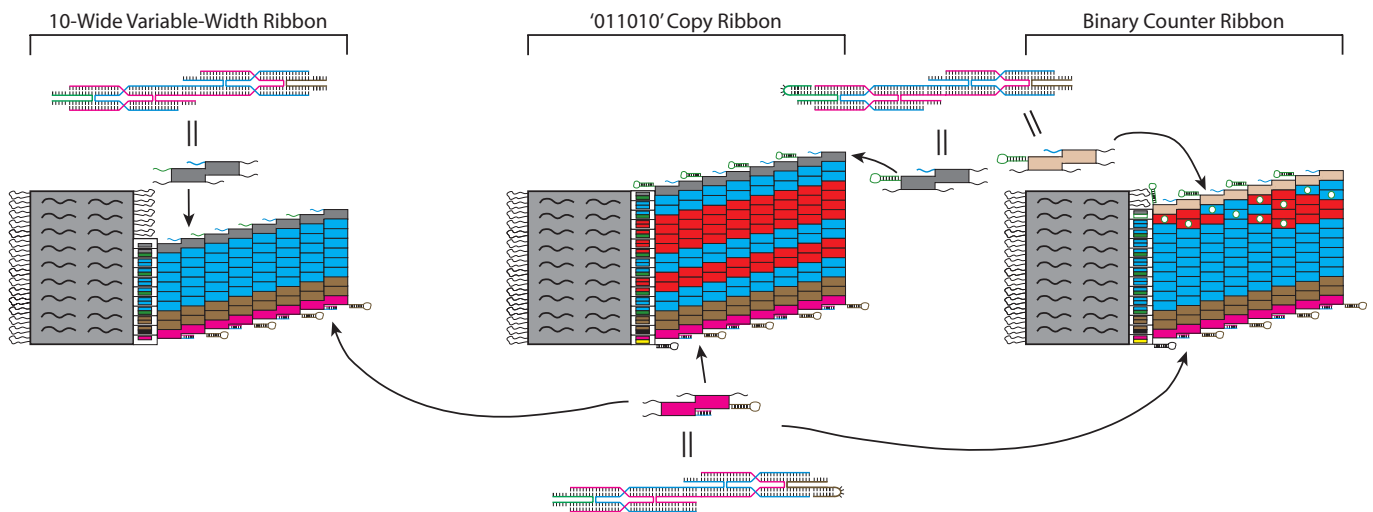 10-Wide Variable-Width Ribbon
‘011010’ Copy Ribbon
Binary Counter Ribbon